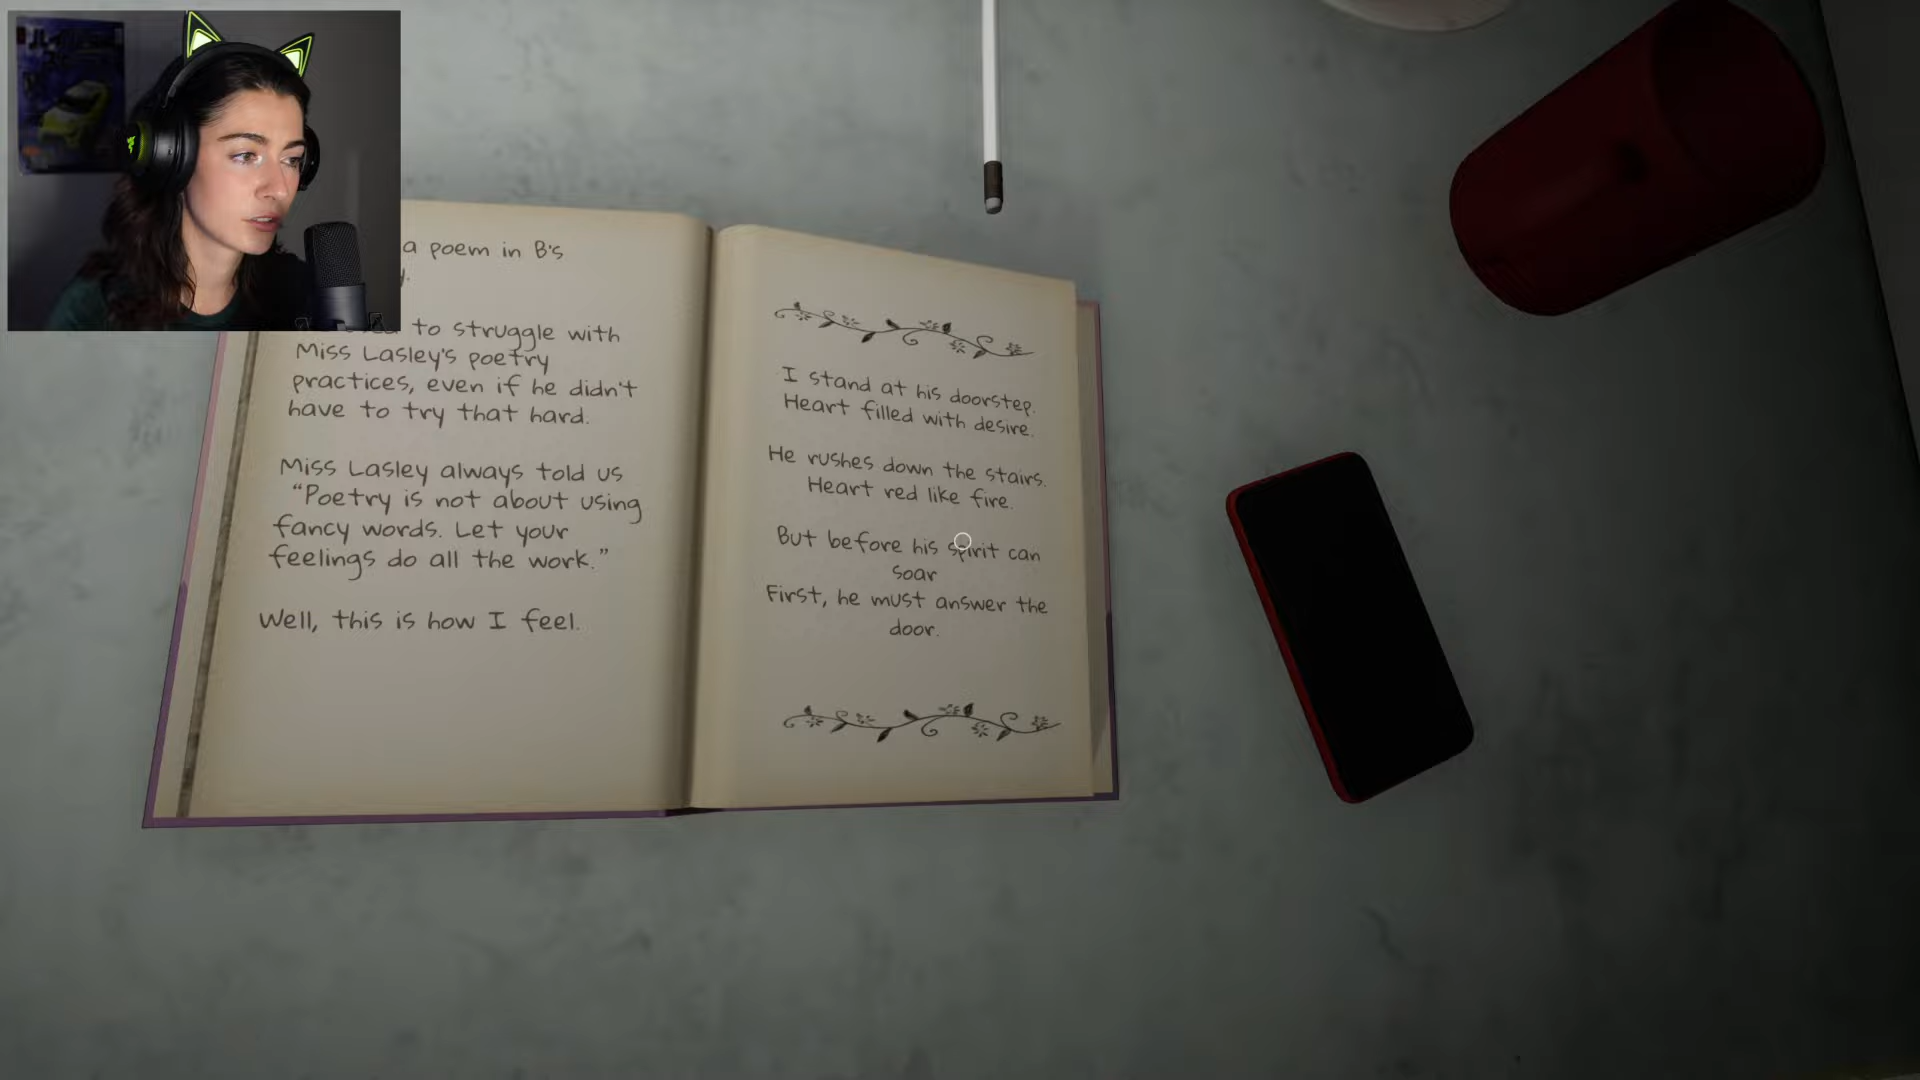 a poem in B's
to struggle with
Miss Lasley's poetry
practices, even if he didn't
have to try that hard.
Miss Lasley always told us
"Poetry is not about using
fancy words. Let your
feelings do all the work."
Well, this is how I feel.
I stand at his doorstep.
Heart filled with desire.
He rushes down the stairs.
Heart red like fire.
But before his spirit can
soar
First, he must answer the
door.